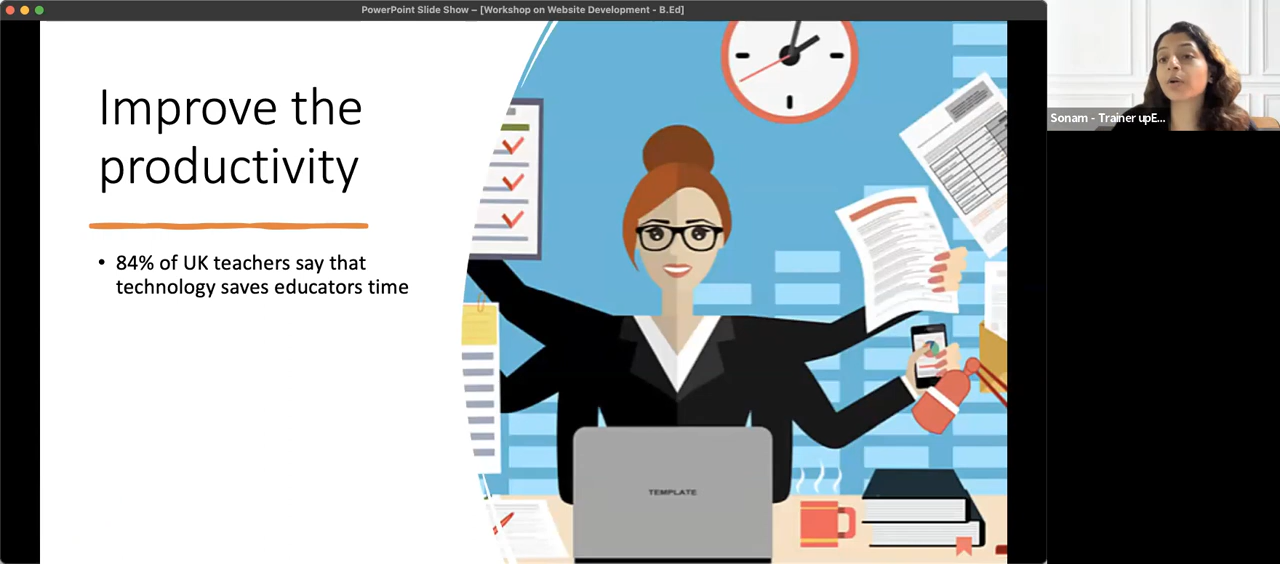 PowerPoint Slide Show – [Workshop on Website Development - B.Ed]
Improve the
productivity
• 84% of UK teachers say that
technology saves educators time
TEMPLATE
Sonam - Trainer upE...